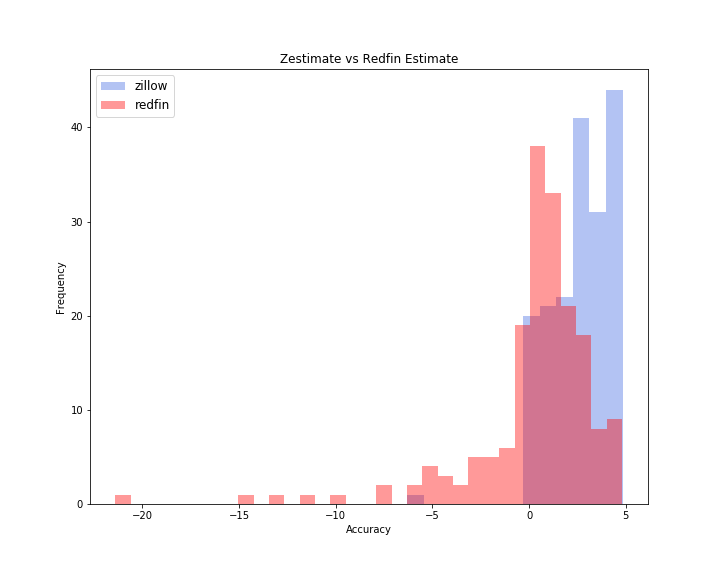 Zestimate vs Redfin Estimate
zillow
redfin
Frequency
40
30
20
10
0
−20
−15
−10
−5
0
5
Accuracy